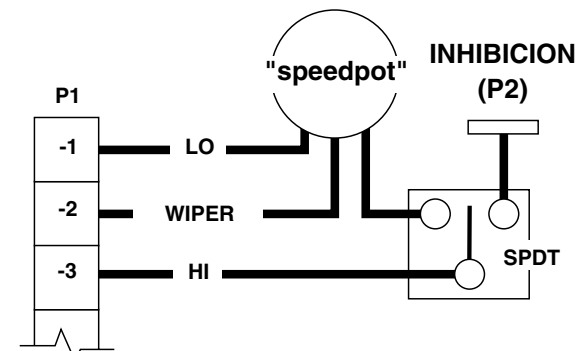 "speedpot"
INHIBICION
(P2)
P1
-1
LO
-2
WIPER
-3
HI
SPDT